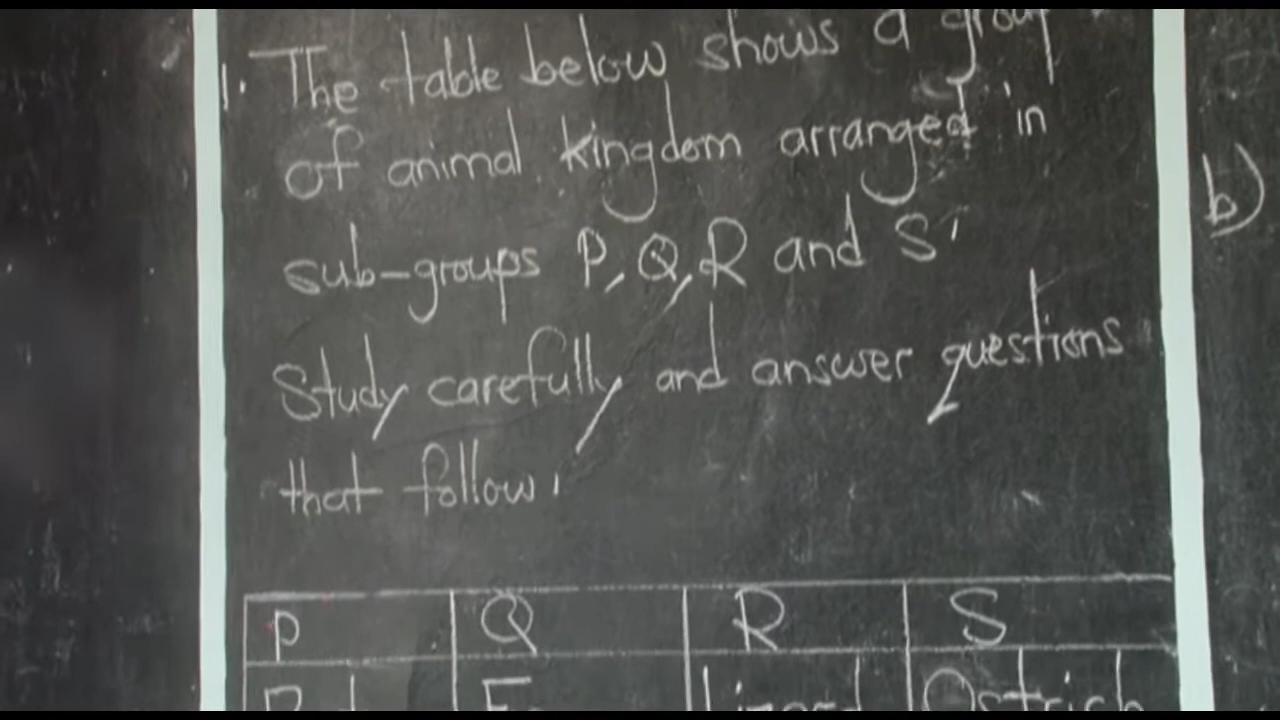 1. The table below shows a group
of animal kingdom arranged in
sub-groups P, Q, R and S.
Study carefully and answer questions
that follow.
b)
P Q R S
Lizard Ostrich